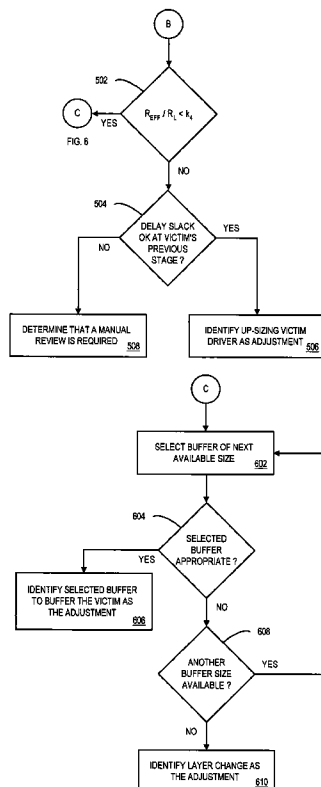 B
502
R_EFF / R_L < k_4
C
YES
FIG. 6
NO
504
DELAY SLACK
OK AT VICTIM'S
PREVIOUS
STAGE ?
NO
YES
DETERMINE THAT A MANUAL
REVIEW IS REQUIRED
508
IDENTIFY UP-SIZING VICTIM
DRIVER AS ADJUSTMENT
506
C
SELECT BUFFER OF NEXT
AVAILABLE SIZE
602
604
SELECTED
BUFFER
APPROPRIATE ?
YES
IDENTIFY SELECTED BUFFER
TO BUFFER THE VICTIM AS
THE ADJUSTMENT
606
NO
608
ANOTHER
BUFFER SIZE
AVAILABLE ?
YES
NO
IDENTIFY LAYER CHANGE AS
THE ADJUSTMENT
610